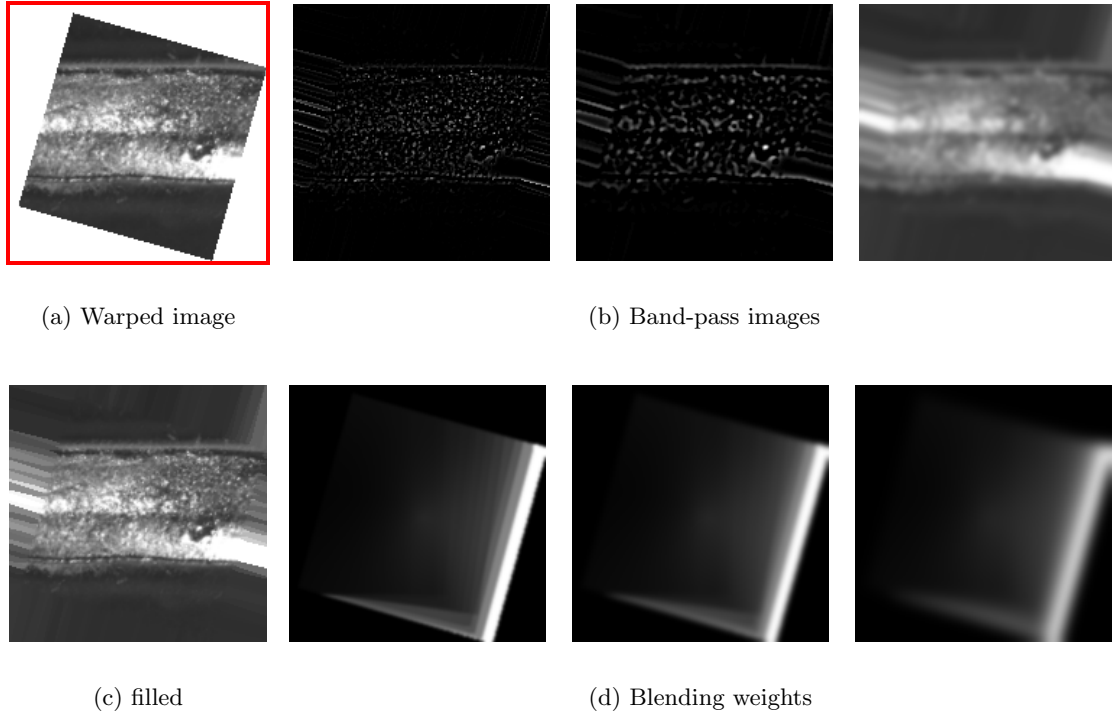 (a) Warped image
(b) Band-pass images
(c) filled
(d) Blending weights